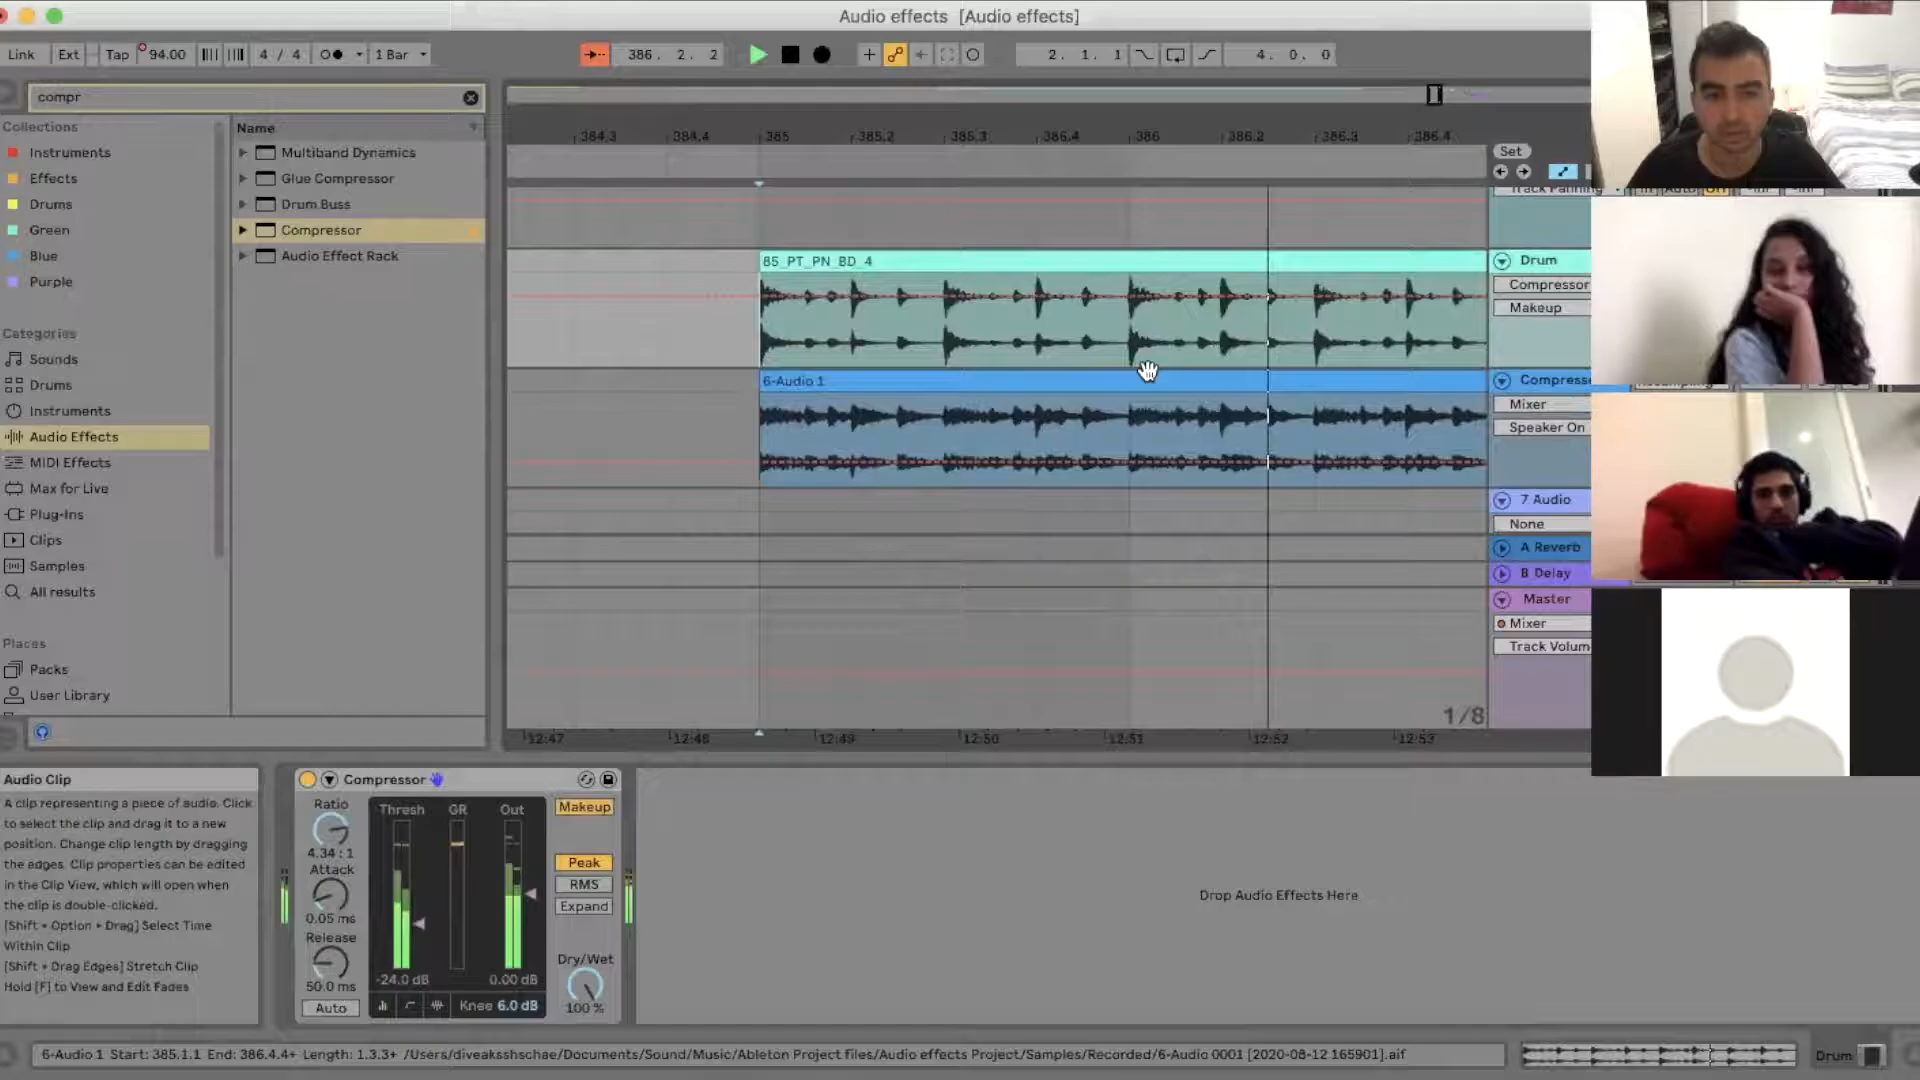 Audio effects [Audio effects]
Link Ext Tap 94.00 4 / 4 1 Bar 386. 2. 2 2. 1. 1 4. 0. 0
compr
Collections
Instruments
Effects
Drums
Green
Blue
Purple
Categories
Sounds
Drums
Instruments
Audio Effects
MIDI Effects
Max for Live
Plug-Ins
Clips
Samples
All results
Places
Packs
User Library
Name
Multiband Dynamics
Glue Compressor
Drum Buss
Compressor
Audio Effect Rack
384.3 384.4 385 385.2 385.3 385.4 386 386.2 386.3 386.4
Set
Track Panning
85_PT_PN_BD_4
Drum
Compressor
Makeup
6-Audio 1
Compress
Mixer
Speaker On
7 Audio
None
A Reverb
B Delay
Master
Mixer
Track Volum
1/8
12:47 12:48 12:49 12:50 12:51 12:52 12:53
Audio Clip
A clip representing a piece of audio. Click
to select the clip and drag it to a new
position. Change clip length by dragging
the edges. Clip properties can be edited
in the Clip View, which will open when
the clip is double-clicked.
[Shift + Option + Drag] Select Time
Within Clip
[Shift + Drag Edges] Stretch Clip
Hold [F] to View and Edit Fades
Compressor
Ratio
4.34 : 1
Attack
0.05 ms
Release
50.0 ms
Auto
Thresh GR Out
-24.0 dB 0.00 dB
Knee 6.0 dB
Makeup
Peak
RMS
Expand
Dry/Wet
100 %
Drop Audio Effects Here
6-Audio 1 Start: 385.1.1 End: 386.4.4+ Length: 1.3.3+ /Users/diveaksshschae/Documents/Sound/Music/Ableton Project files/Audio effects Project/Samples/Recorded/6-Audio 0001 [2020-08-12 165901].aif
Drum